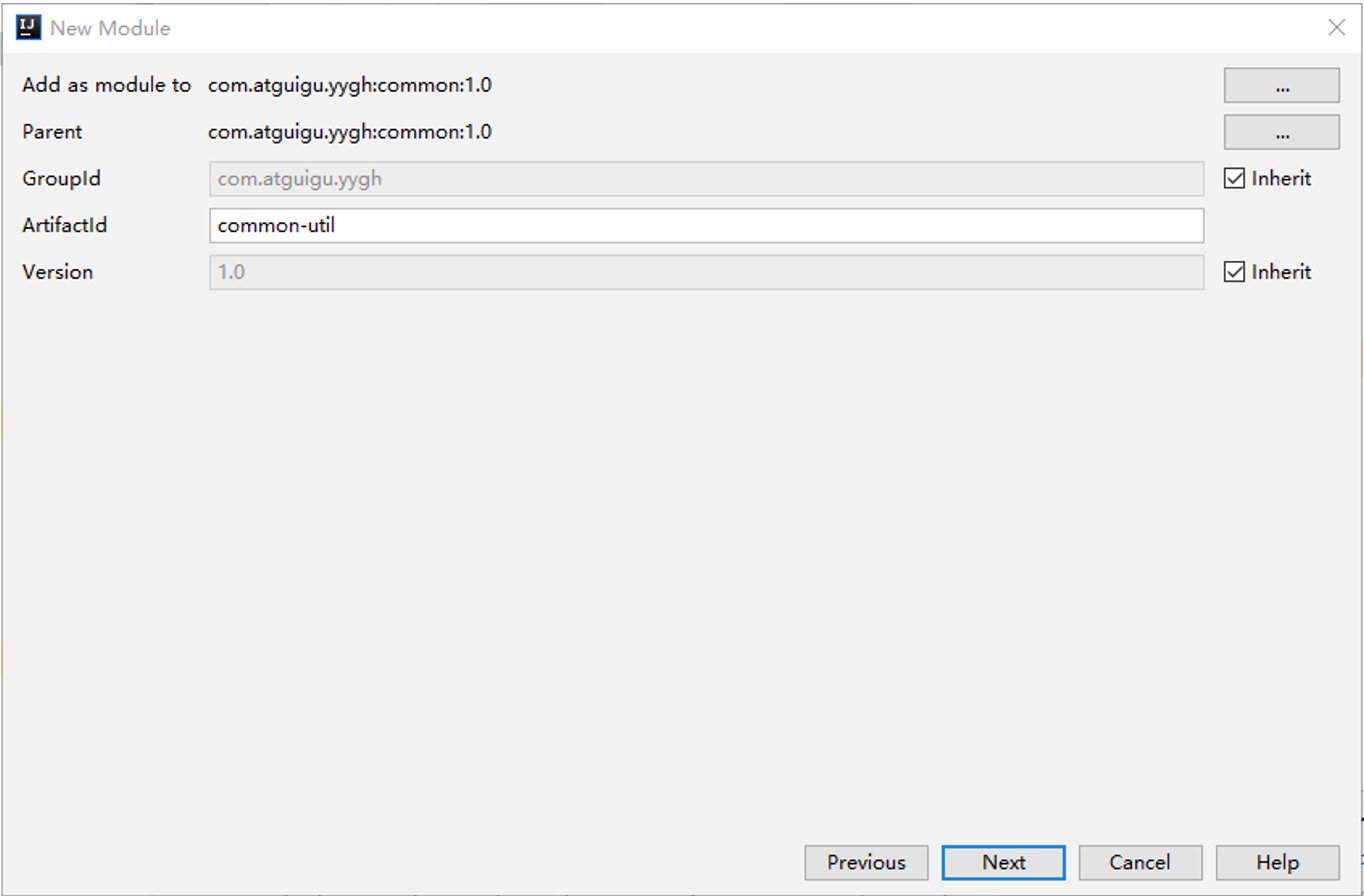 IJ New Module
Add as module to com.atguigu.yygh:common:1.0 ...
Parent com.atguigu.yygh:common:1.0 ...
GroupId com.atguigu.yygh Inherit
ArtifactId common-util
Version 1.0 Inherit
Previous Next Cancel Help